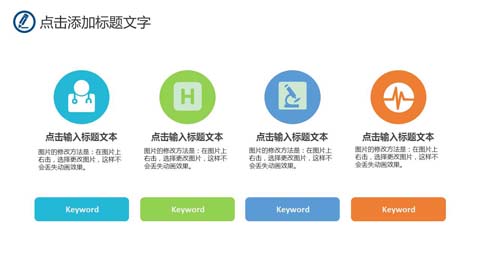 点击添加标题文字
H
点击输入标题文本
图片的修改方法是：在图片上
右击，选择更改图片，这样不
会丢失动画效果。
Keyword
点击输入标题文本
图片的修改方法是：在图片上
右击，选择更改图片，这样不
会丢失动画效果。
Keyword
点击输入标题文本
图片的修改方法是：在图片上
右击，选择更改图片，这样不
会丢失动画效果。
Keyword
点击输入标题文本
图片的修改方法是：在图片上
右击，选择更改图片，这样不
会丢失动画效果。
Keyword